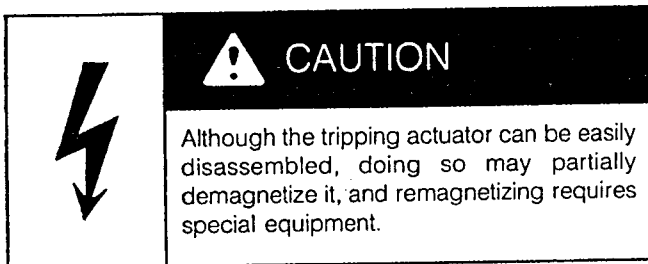 CAUTION
Although the tripping actuator can be easily
disassembled, doing so may partially
demagnetize it, and remagnetizing requires
special equipment.